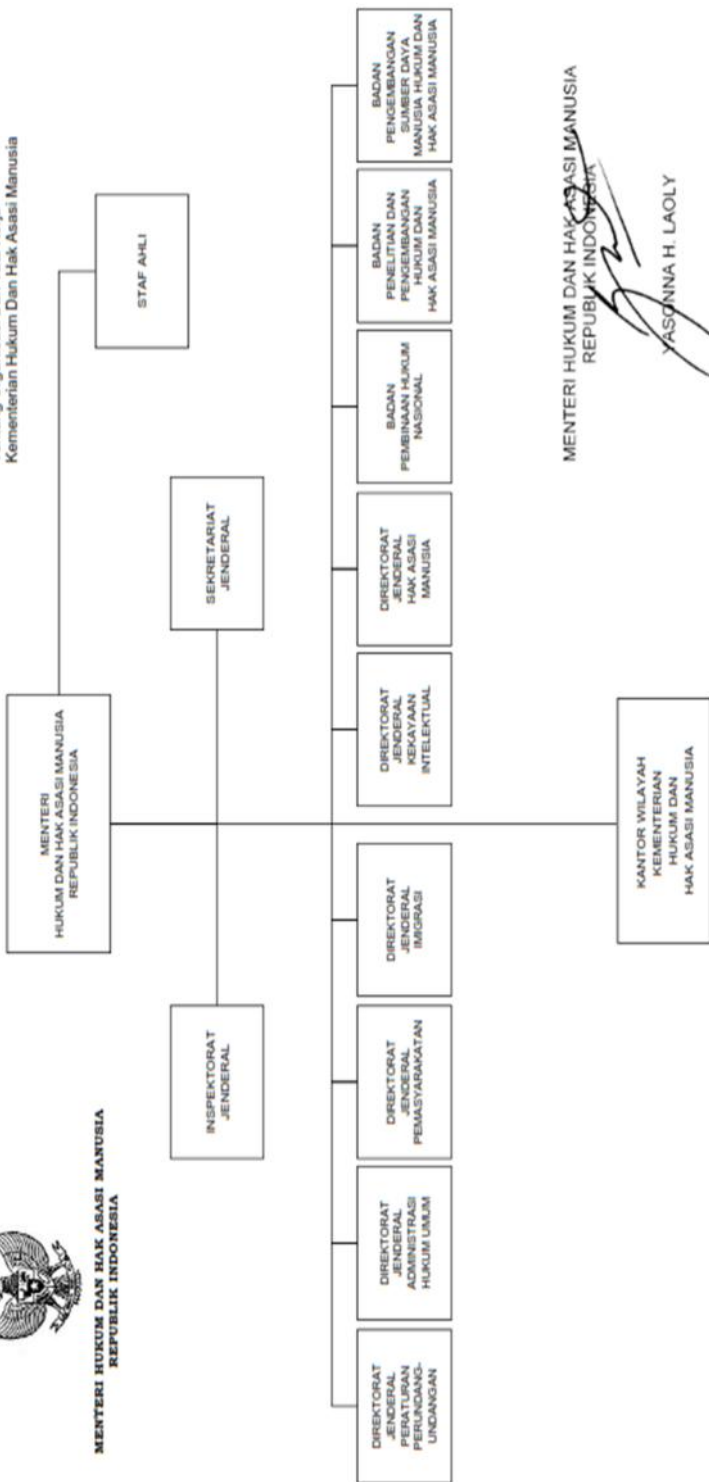 MENTERI HUKUM DAN HAK ASASI MANUSIA
REPUBLIK INDONESIA
Kementerian Hukum Dan Hak Asasi Manusia
MENTERI
HUKUM DAN HAK ASASI MANUSIA
REPUBLIK INDONESIA
STAF AHLI
INSPEKTORAT
JENDERAL
SEKRETARIAT
JENDERAL
DIREKTORAT
JENDERAL
PERATURAN
PERUNDANG-
UNDANGAN
DIREKTORAT
JENDERAL
ADMINISTRASI
HUKUM UMUM
DIREKTORAT
JENDERAL
PEMASYARAKATAN
DIREKTORAT
JENDERAL
IMIGRASI
DIREKTORAT
JENDERAL
KEKAYAAN
INTELEKTUAL
DIREKTORAT
JENDERAL
HAK ASASI
MANUSIA
BADAN
PEMBINAAN HUKUM
NASIONAL
BADAN
PENELITIAN DAN
PENGEMBANGAN
HUKUM DAN
HAK ASASI MANUSIA
BADAN
PENGEMBANGAN
SUMBER DAYA
MANUSIA HUKUM DAN
HAK ASASI MANUSIA
KANTOR WILAYAH
KEMENTERIAN
HUKUM DAN
HAK ASASI MANUSIA
MENTERI HUKUM DAN HAK ASASI MANUSIA
REPUBLIK INDONESIA
YASONNA H. LAOLY